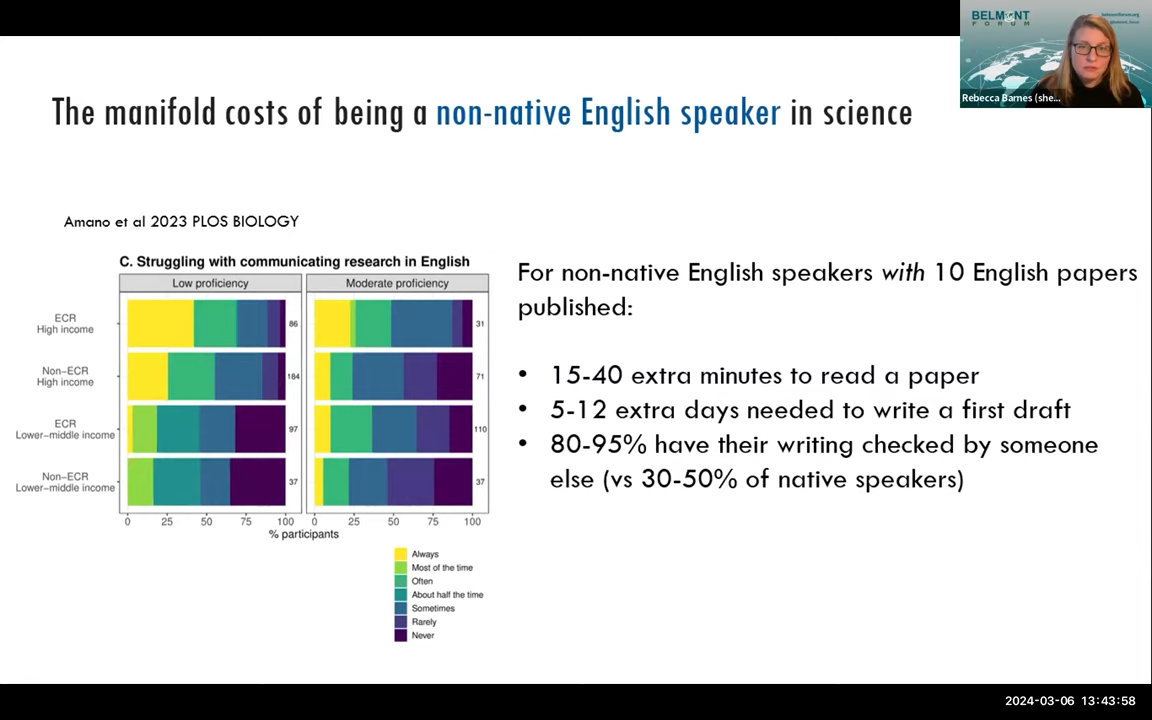 BELMONT
FORUM
belmontforum.org
Rebecca Barnes (she...
The manifold costs of being a non-native English speaker in science
Amano et al 2023 PLOS BIOLOGY
C. Struggling with communicating research in English
Low proficiency
Moderate proficiency
ECR
High income
86
31
Non-ECR
High income
184
71
ECR
Lower-middle income
97
110
Non-ECR
Lower-middle income
37
37
0 25 50 75 100
0 25 50 75 100
% participants
Always
Most of the time
Often
About half the time
Sometimes
Rarely
Never
For non-native English speakers with 10 English papers
published:
• 15-40 extra minutes to read a paper
• 5-12 extra days needed to write a first draft
• 80-95% have their writing checked by someone
else (vs 30-50% of native speakers)
2024-03-06 13:43:58